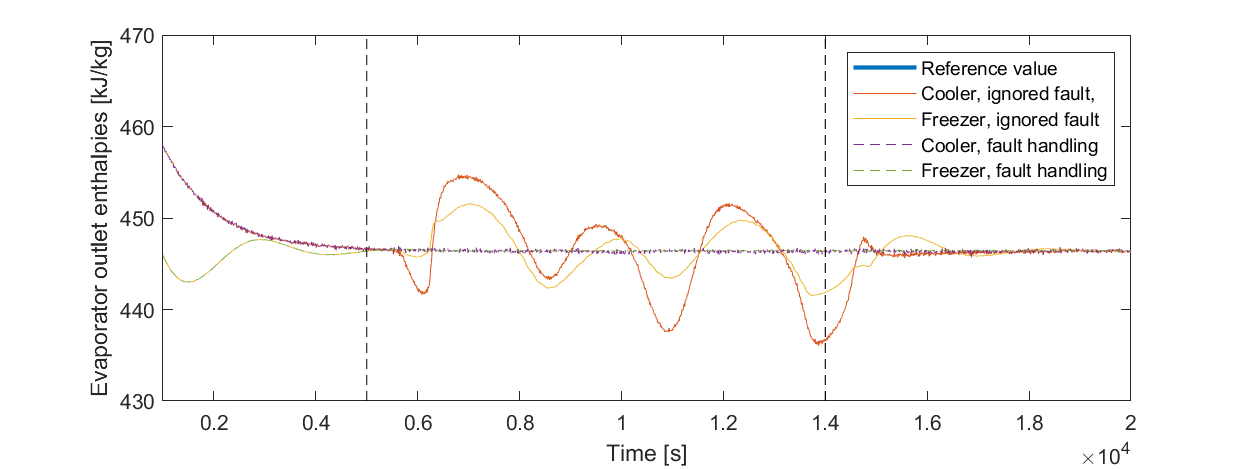 Evaporator outlet enthalpies [kJ/kg]
470
460
450
440
430
Reference value
Cooler, ignored fault,
Freezer, ignored fault
Cooler, fault handling
Freezer, fault handling
0.2 0.4 0.6 0.8 1 1.2 1.4 1.6 1.8 2
Time [s]
×10⁴